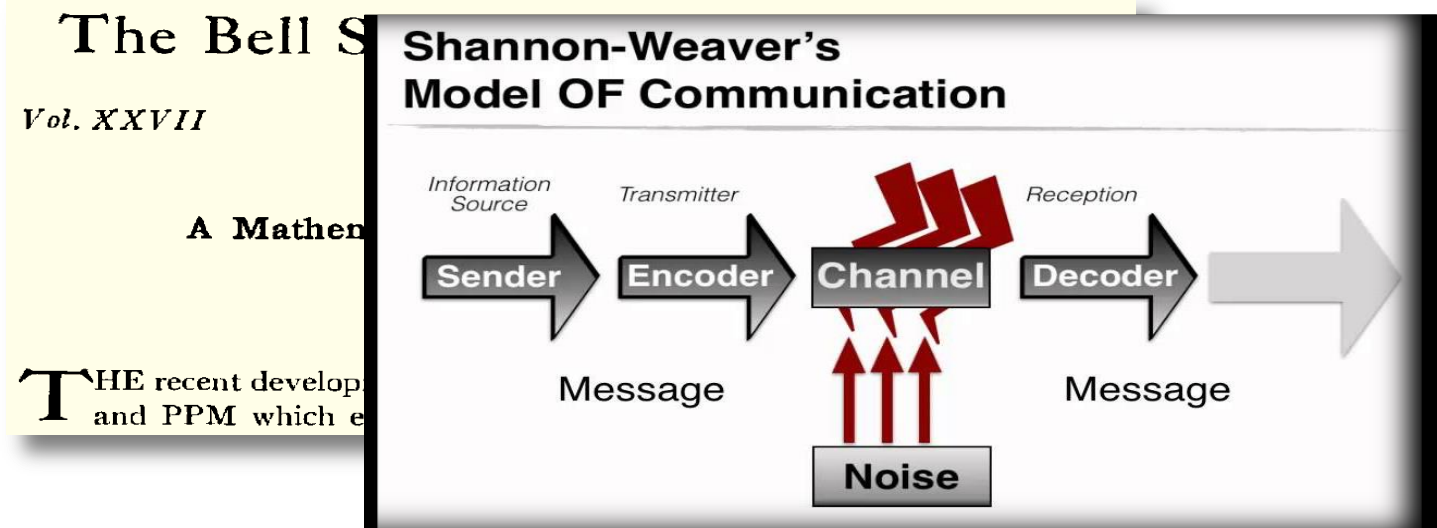 The Bell S
Vol. XXVII
A Mathem
THE recent develop
and PPM which e
Shannon-Weaver's
Model OF Communication
Information
Source
Transmitter
Reception
Sender
Encoder
Channel
Decoder
Message
Message
Noise